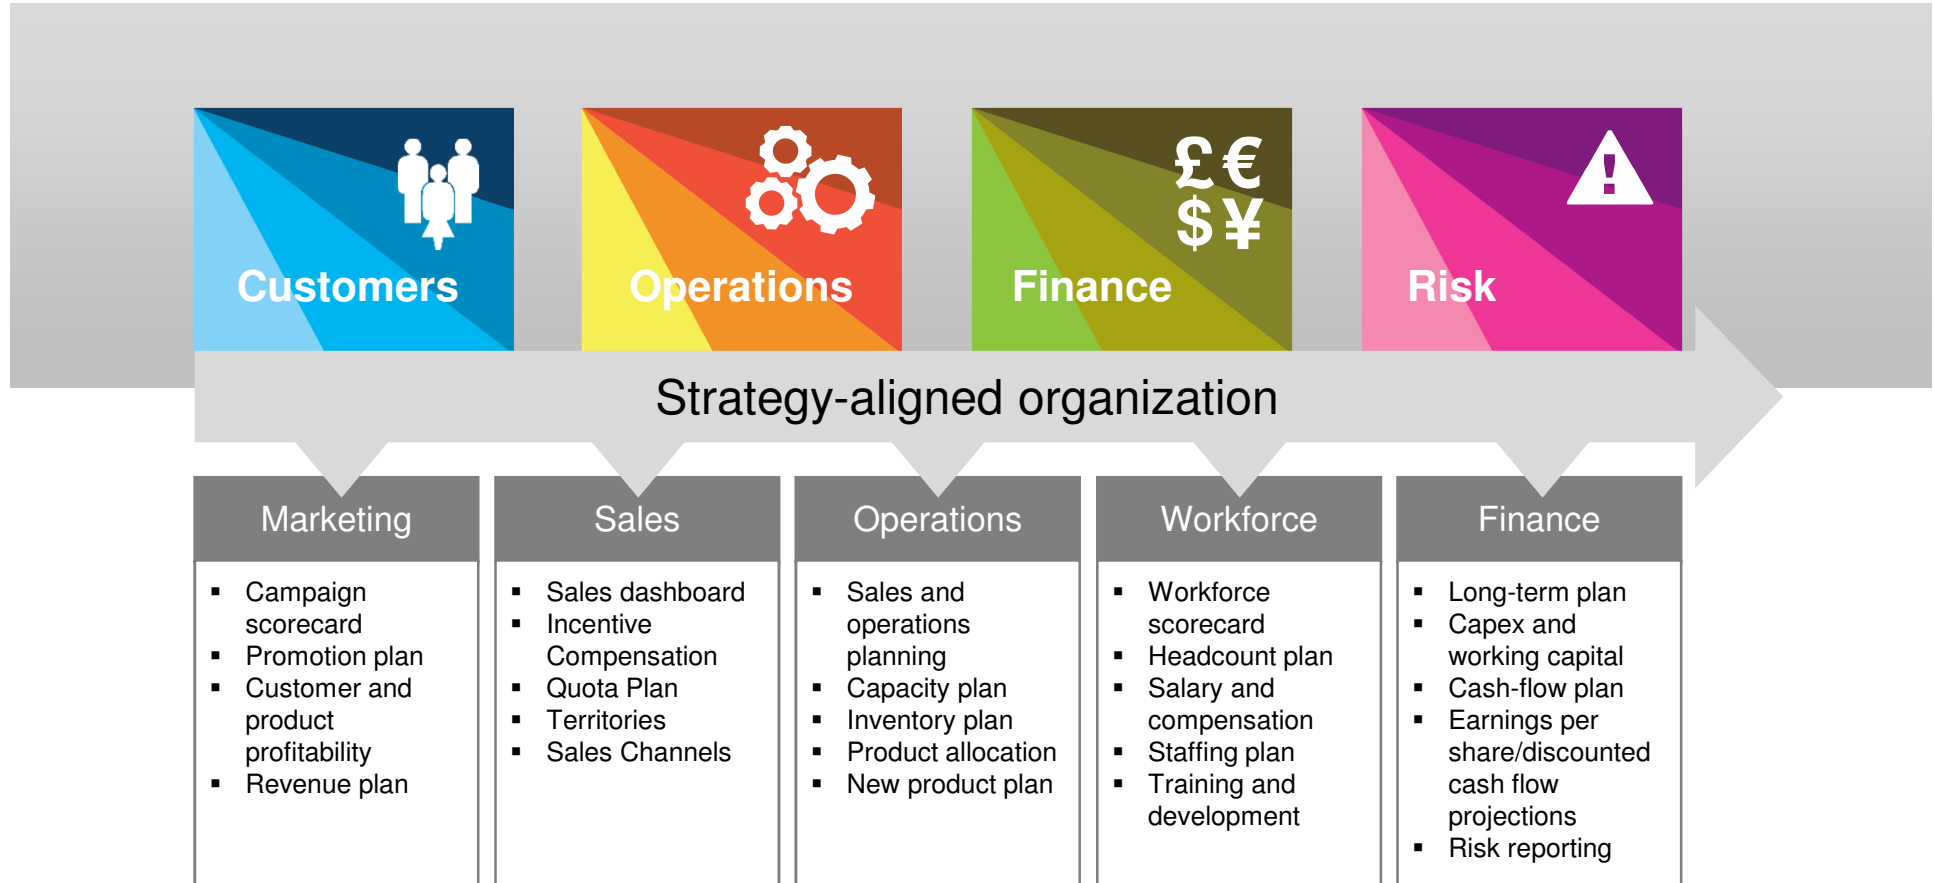 £ €
$ ¥
!
Customers
Operations
Finance
Risk
Strategy-aligned organization
Marketing
▪ Campaign
scorecard
▪ Promotion plan
▪ Customer and
product
profitability
▪ Revenue plan
Sales
▪ Sales dashboard
▪ Incentive
Compensation
▪ Quota Plan
▪ Territories
▪ Sales Channels
Operations
▪ Sales and
operations
planning
▪ Capacity plan
▪ Inventory plan
▪ Product allocation
▪ New product plan
Workforce
▪ Workforce
scorecard
▪ Headcount plan
▪ Salary and
compensation
▪ Staffing plan
▪ Training and
development
Finance
▪ Long-term plan
▪ Capex and
working capital
▪ Cash-flow plan
▪ Earnings per
share/discounted
cash flow
projections
▪ Risk reporting